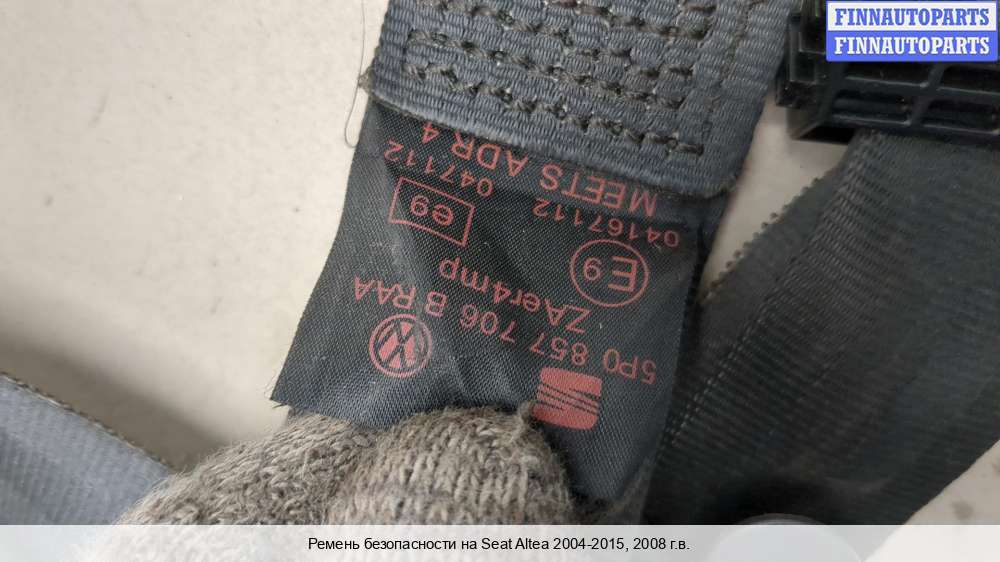 FINNAUTOPARTS
FINNAUTOPARTS
5P0 857 706 B RAA
ZAer4mp
E9
e9
04167112
047112
MEETS ADR 4
Ремень безопасности на Seat Altea 2004-2015, 2008 г.в.